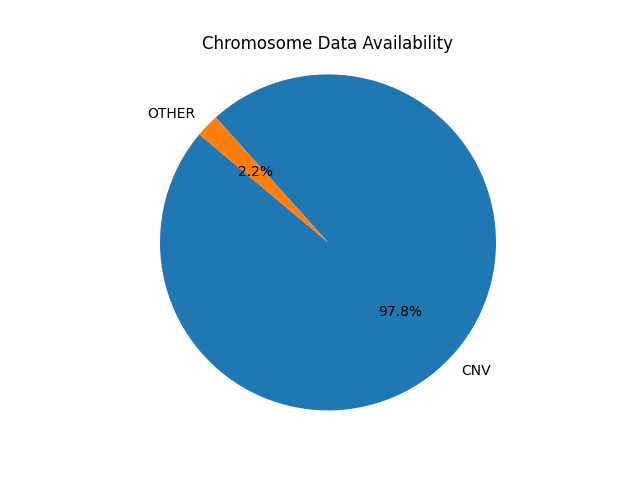 Chromosome Data Availability
OTHER
2.2%
97.8%
CNV